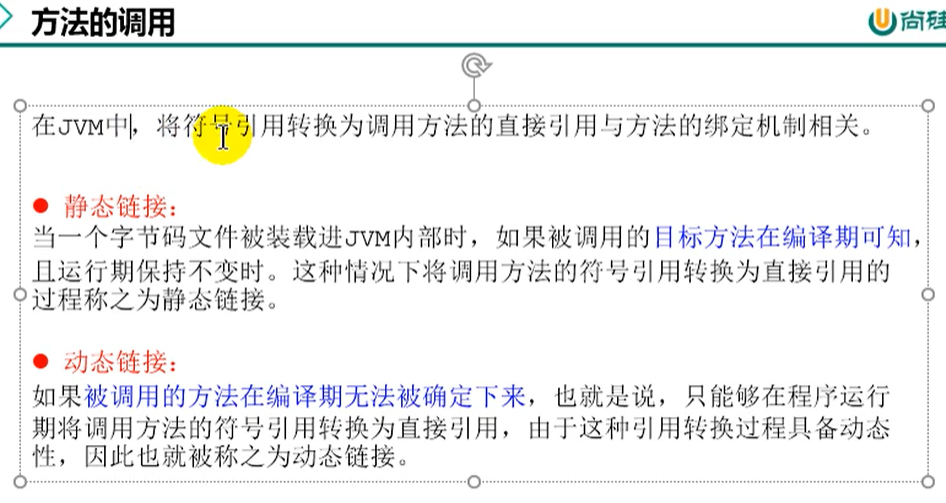 方法的调用
尚硅
在JVM中，将符号引用转换为调用方法的直接引用与方法的绑定机制相关。
● 静态链接：
当一个字节码文件被装载进JVM内部时，如果被调用的目标方法在编译期可知，
且运行期保持不变时。这种情况下将调用方法的符号引用转换为直接引用的
过程称之为静态链接。
● 动态链接：
如果被调用的方法在编译期无法被确定下来，也就是说，只能够在程序运行
期将调用方法的符号引用转换为直接引用，由于这种引用转换过程具备动态
性，因此也就被称之为动态链接。